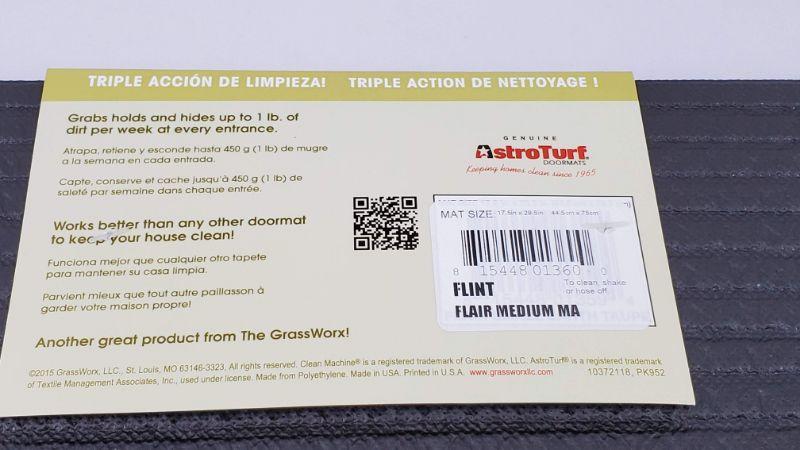 TRIPLE ACCIÓN DE LIMPIEZA! TRIPLE ACTION DE NETTOYAGE !
Grabs holds and hides up to 1 lb. of
dirt per week at every entrance.
Atrapa, retiene y esconde hasta 450 g (1 lb) de mugre
a la semana en cada entrada.
Capte, conserve et cache jusqu'à 450 g (1 lb) de
saleté par semaine dans chaque entrée.
Works better than any other doormat
to keep your house clean!
Funciona mejor que cualquier otro tapete
para mantener su casa limpia.
Parvient mieux que tout autre paillasson à
garder votre maison propre!
Another great product from The GrassWorx!
GENUINE
AstroTurf®
DOORMATS
Keeping homes clean since 1965
MAT SIZE: 17.5in x 29.5in 44.5cm x 75cm
8 15448 01360 0
FLINT
To clean, shake
or hose off.
FLAIR MEDIUM MA
©2015 GrassWorx, LLC., St. Louis, MO 63146-3323, All rights reserved. Clean Machine® is a registered trademark of GrassWorx, LLC. AstroTurf® is a registered trademark
of Textile Management Associates, Inc., used under license. Made from Polyethylene. Made in USA. Printed in U.S.A. www.grassworxllc.com
10372118, PK952